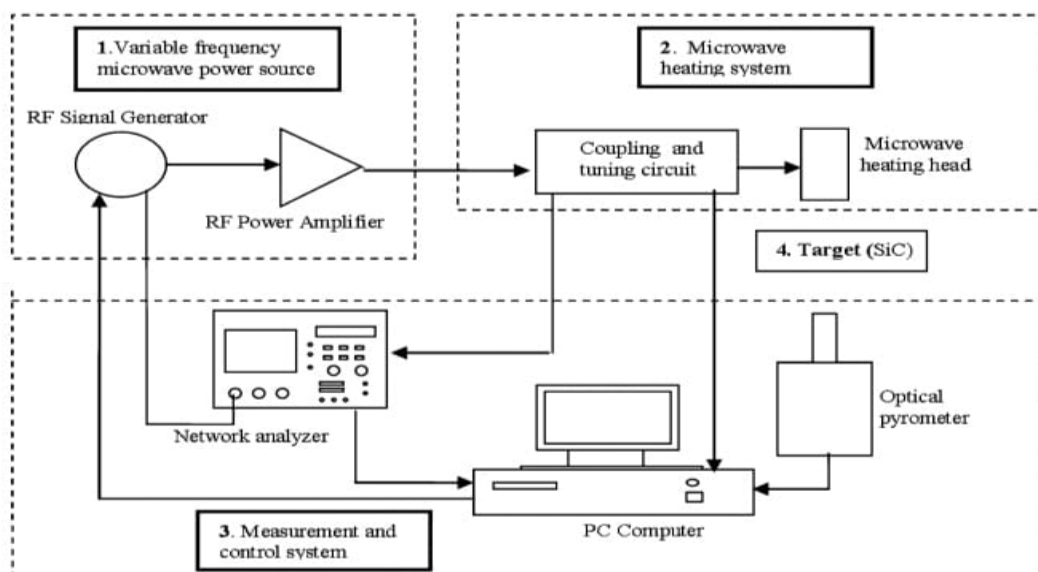 1.Variable frequency
microwave power source
2. Microwave
heating system
RF Signal Generator
RF Power Amplifier
Coupling and
tuning circuit
Microwave
heating head
4. Target (SiC)
Network analyzer
Optical
pyrometer
PC Computer
3. Measurement and
control system